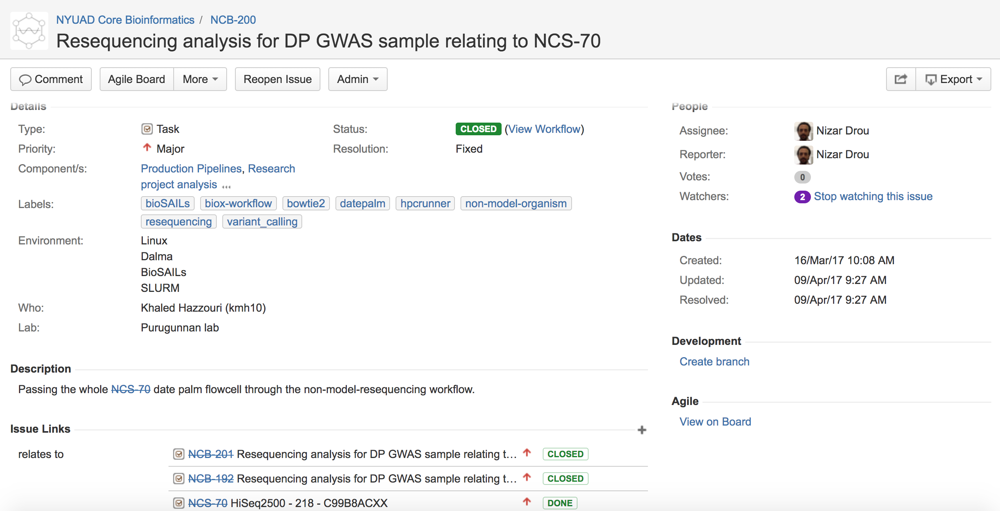 NYUAD Core Bioinformatics / NCB-200
Resequencing analysis for DP GWAS sample relating to NCS-70
Comment Agile Board More Reopen Issue Admin Export
Details
Type: Task Status: CLOSED (View Workflow)
Priority: Major Resolution: Fixed
Component/s: Production Pipelines, Research
project analysis ...
Labels: bioSAILs biox-workflow bowtie2 datepalm hpcrunner non-model-organism
resequencing variant_calling
Environment: Linux
Dalma
BioSAILs
SLURM
Who: Khaled Hazzouri (kmh10)
Lab: Purugunnan lab
Description
Passing the whole NCS-70 date palm flowcell through the non-model-resequencing workflow.
Issue Links
relates to NCB-201 Resequencing analysis for DP GWAS sample relating t... CLOSED
NCB-192 Resequencing analysis for DP GWAS sample relating t... CLOSED
NCS-70 HiSeq2500 - 218 - C99B8ACXX DONE
People
Assignee: Nizar Drou
Reporter: Nizar Drou
Votes: 0
Watchers: 2 Stop watching this issue
Dates
Created: 16/Mar/17 10:08 AM
Updated: 09/Apr/17 9:27 AM
Resolved: 09/Apr/17 9:27 AM
Development
Create branch
Agile
View on Board